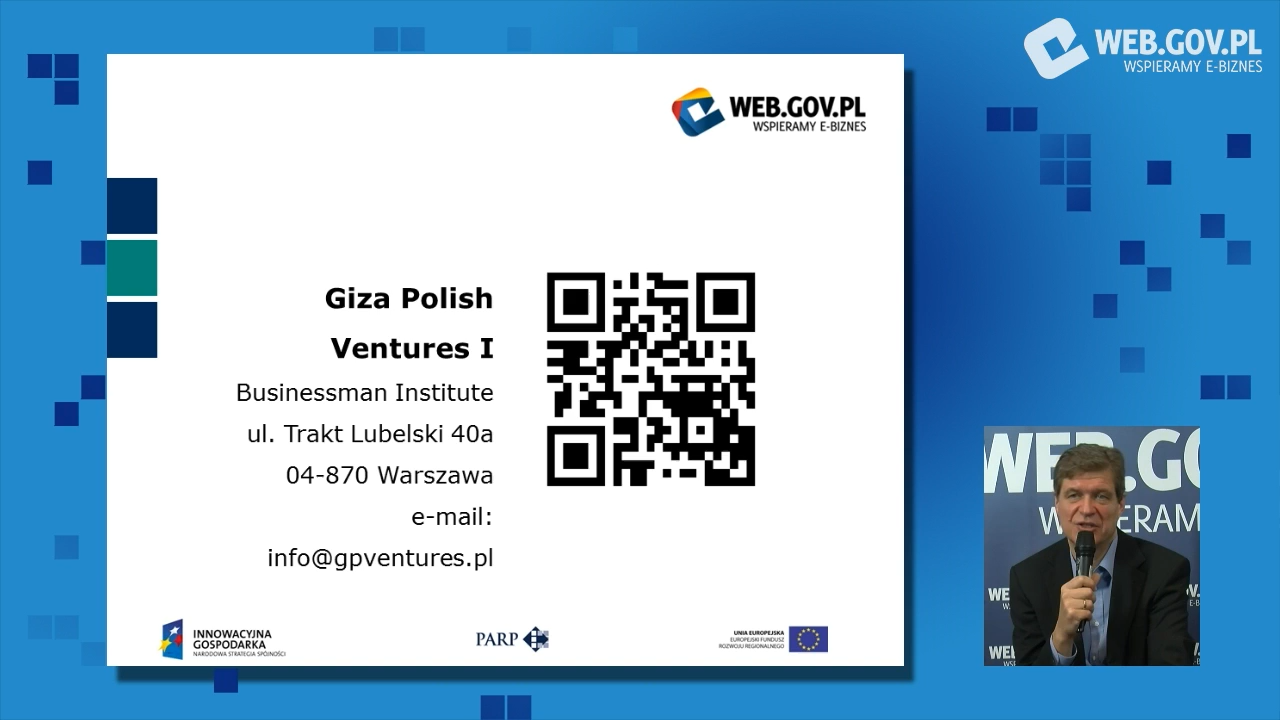 WEB.GOV.PL
WSPIERAMY E-BIZNES
WEB.GOV.PL
WSPIERAMY E-BIZNES
Giza Polish
Ventures I
Businessman Institute
ul. Trakt Lubelski 40a
04-870 Warszawa
e-mail:
info@gpventures.pl
INNOWACYJNA
GOSPODARKA
NARODOWA STRATEGIA SPÓJNOŚCI
PARP
UNIA EUROPEJSKA
EUROPEJSKI FUNDUSZ
ROZWOJU REGIONALNEGO